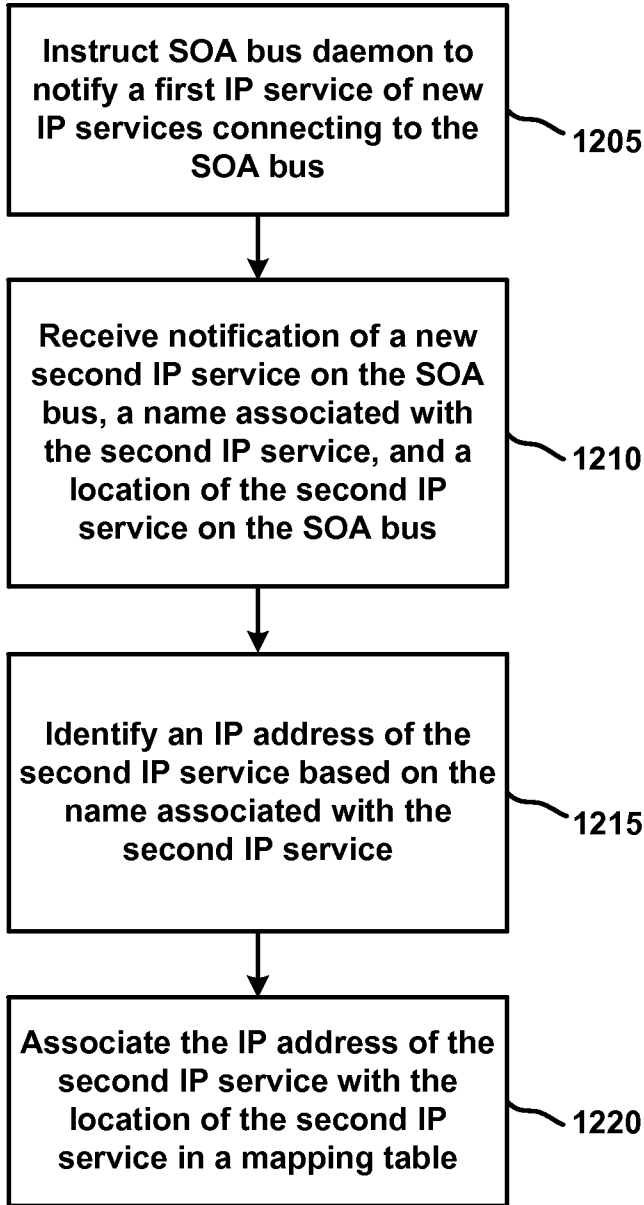 Instruct SOA bus daemon to
notify a first IP service of new
IP services connecting to the
SOA bus
1205
Receive notification of a new
second IP service on the SOA
bus, a name associated with
the second IP service, and a
location of the second IP
service on the SOA bus
1210
Identify an IP address of the
second IP service based on the
name associated with the
second IP service
1215
Associate the IP address of the
second IP service with the
location of the second IP
service in a mapping table
1220